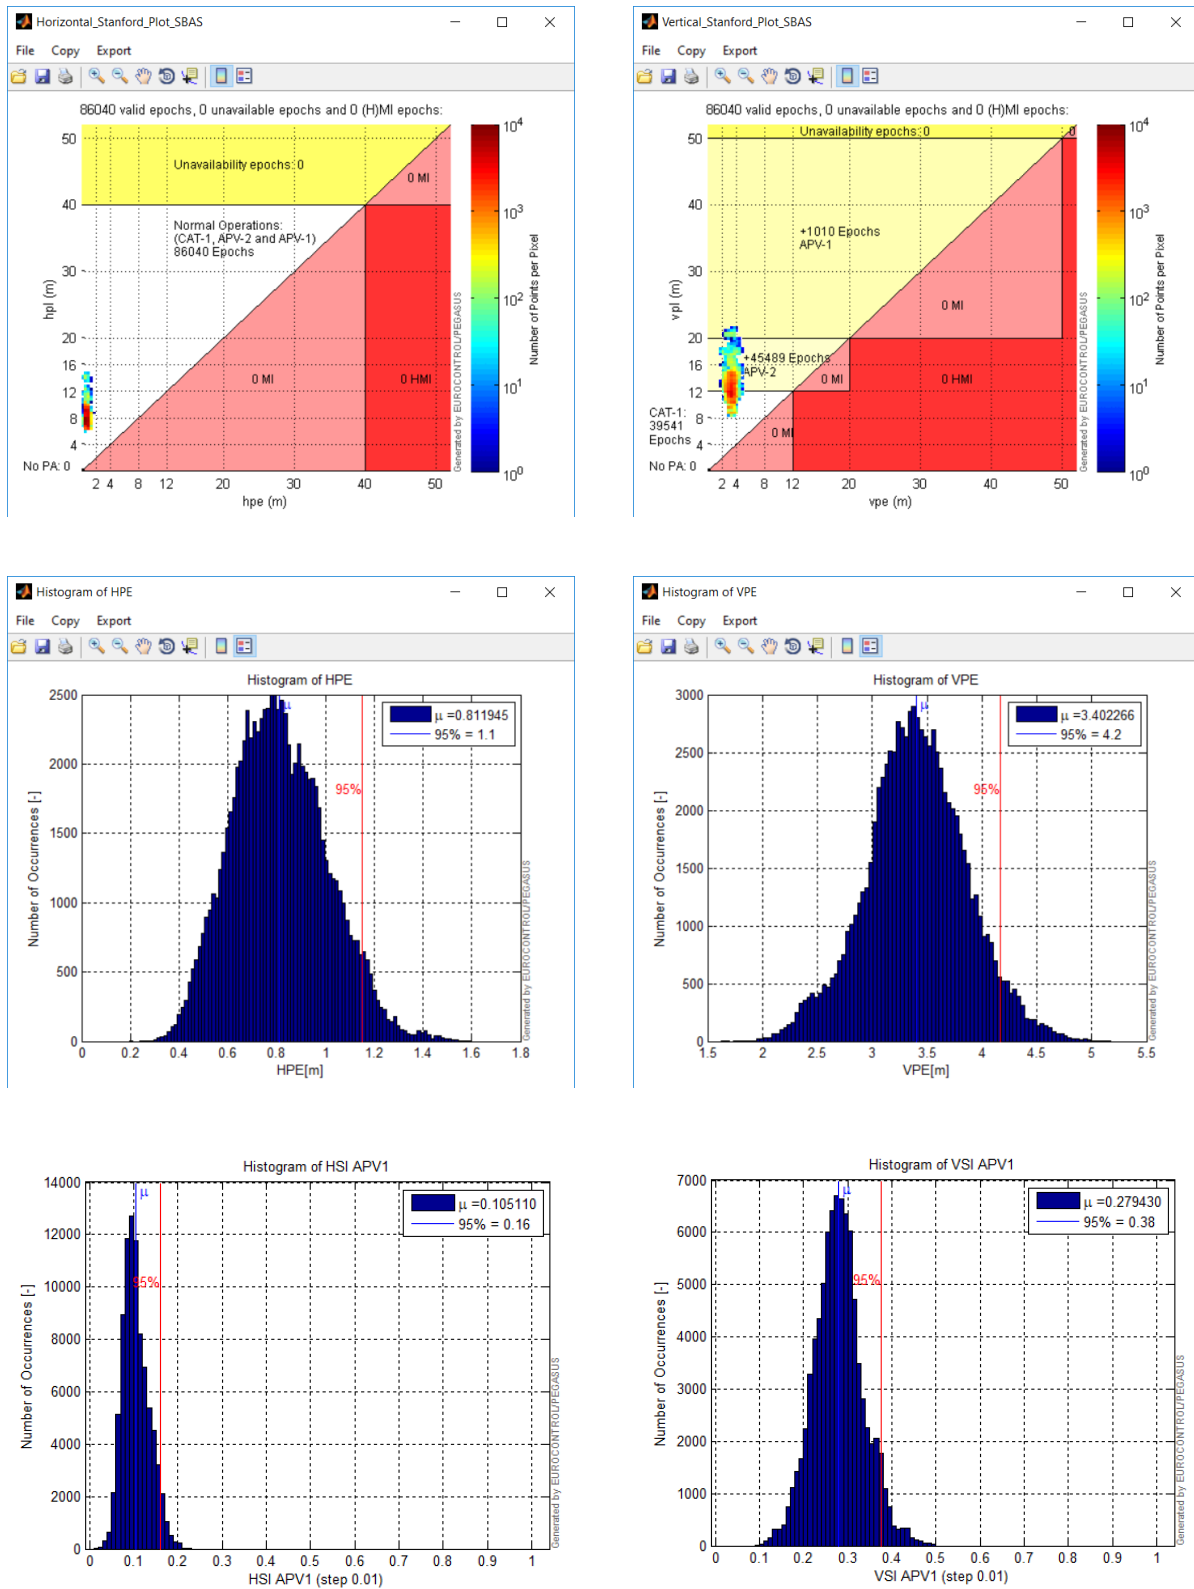 Horizontal_Stanford_Plot_SBAS
File Copy Export
86040 valid epochs, 0 unavailable epochs and 0 (H)MI epochs:
50
40
30
20
16
12
8
4
hpl (m)
Unavailability epochs: 0
0 MI
Normal Operations:
(CAT-1, APV-2 and APV-1)
86040 Epochs
0 MI
0 HMI
No PA: 0
2 4 8 12 20 30 40 50
hpe (m)
Generated by EUROCONTROL/PEGASUS
10^4
10^3
10^2
10^1
10^0
Number of Points per Pixel
Vertical_Stanford_Plot_SBAS
File Copy Export
86040 valid epochs, 0 unavailable epochs and 0 (H)MI epochs:
50
40
30
20
16
12
8
4
vpl (m)
Unavailability epochs: 0
0
+1010 Epochs
APV-1
0 MI
+45489 Epochs
APV-2
0 MI
0 HMI
CAT-1:
39541
Epochs
0 MI
No PA: 0
2 4 8 12 20 30 40 50
vpe (m)
Generated by EUROCONTROL/PEGASUS
10^4
10^3
10^2
10^1
10^0
Number of Points per Pixel
Histogram of HPE
File Copy Export
Histogram of HPE
2500
2000
1500
1000
500
0
Number of Occurrences [-]
μ
95%
μ =0.811945
95% = 1.1
0 0.2 0.4 0.6 0.8 1 1.2 1.4 1.6 1.8
HPE[m]
Generated by EUROCONTROL/PEGASUS
Histogram of VPE
File Copy Export
Histogram of VPE
3000
2500
2000
1500
1000
500
0
Number of Occurrences [-]
μ
95%
μ =3.402266
95% = 4.2
1.5 2 2.5 3 3.5 4 4.5 5 5.5
VPE[m]
Generated by EUROCONTROL/PEGASUS
Histogram of HSI APV1
14000
12000
10000
8000
6000
4000
2000
0
Number of Occurrences [-]
μ
95%
μ =0.105110
95% = 0.16
0 0.1 0.2 0.3 0.4 0.5 0.6 0.7 0.8 0.9 1
HSI APV1 (step 0.01)
Generated by EUROCONTROL/PEGASUS
Histogram of VSI APV1
7000
6000
5000
4000
3000
2000
1000
0
Number of Occurrences [-]
μ
95%
μ =0.279430
95% = 0.38
0 0.1 0.2 0.3 0.4 0.5 0.6 0.7 0.8 0.9 1
VSI APV1 (step 0.01)
Generated by EUROCONTROL/PEGASUS